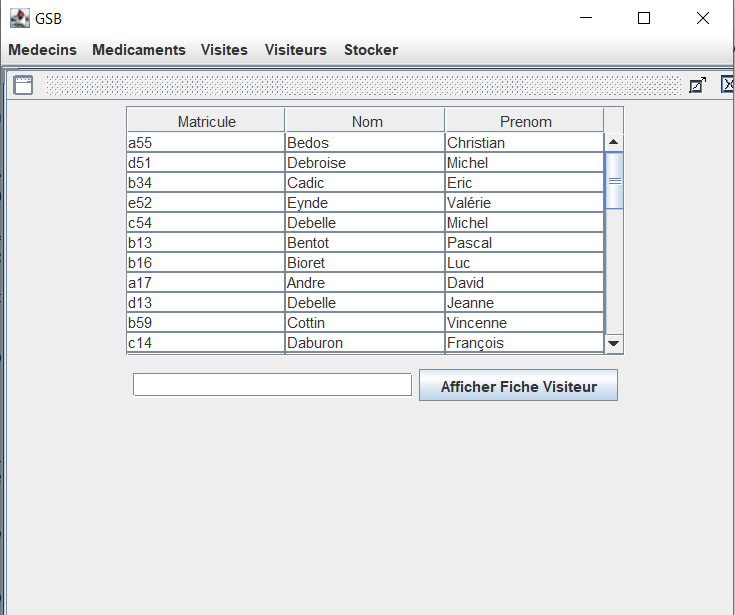 GSB
Medecins Medicaments Visites Visiteurs Stocker
Matricule Nom Prenom
a55 Bedos Christian
d51 Debroise Michel
b34 Cadic Eric
e52 Eynde Valérie
c54 Debelle Michel
b13 Bentot Pascal
b16 Bioret Luc
a17 Andre David
d13 Debelle Jeanne
b59 Cottin Vincenne
c14 Daburon François
Afficher Fiche Visiteur